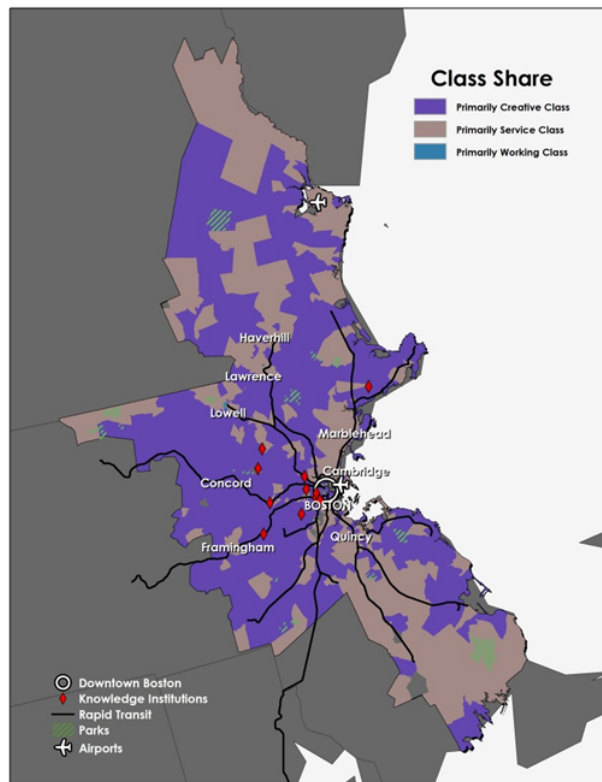 Class Share
Primarily Creative Class
Primarily Service Class
Primarily Working Class
Haverhill
Lawrence
Lowell
Marblehead
Concord
Cambridge
BOSTON
Framingham
Quincy
Downtown Boston
Knowledge Institutions
Rapid Transit
Parks
Airports